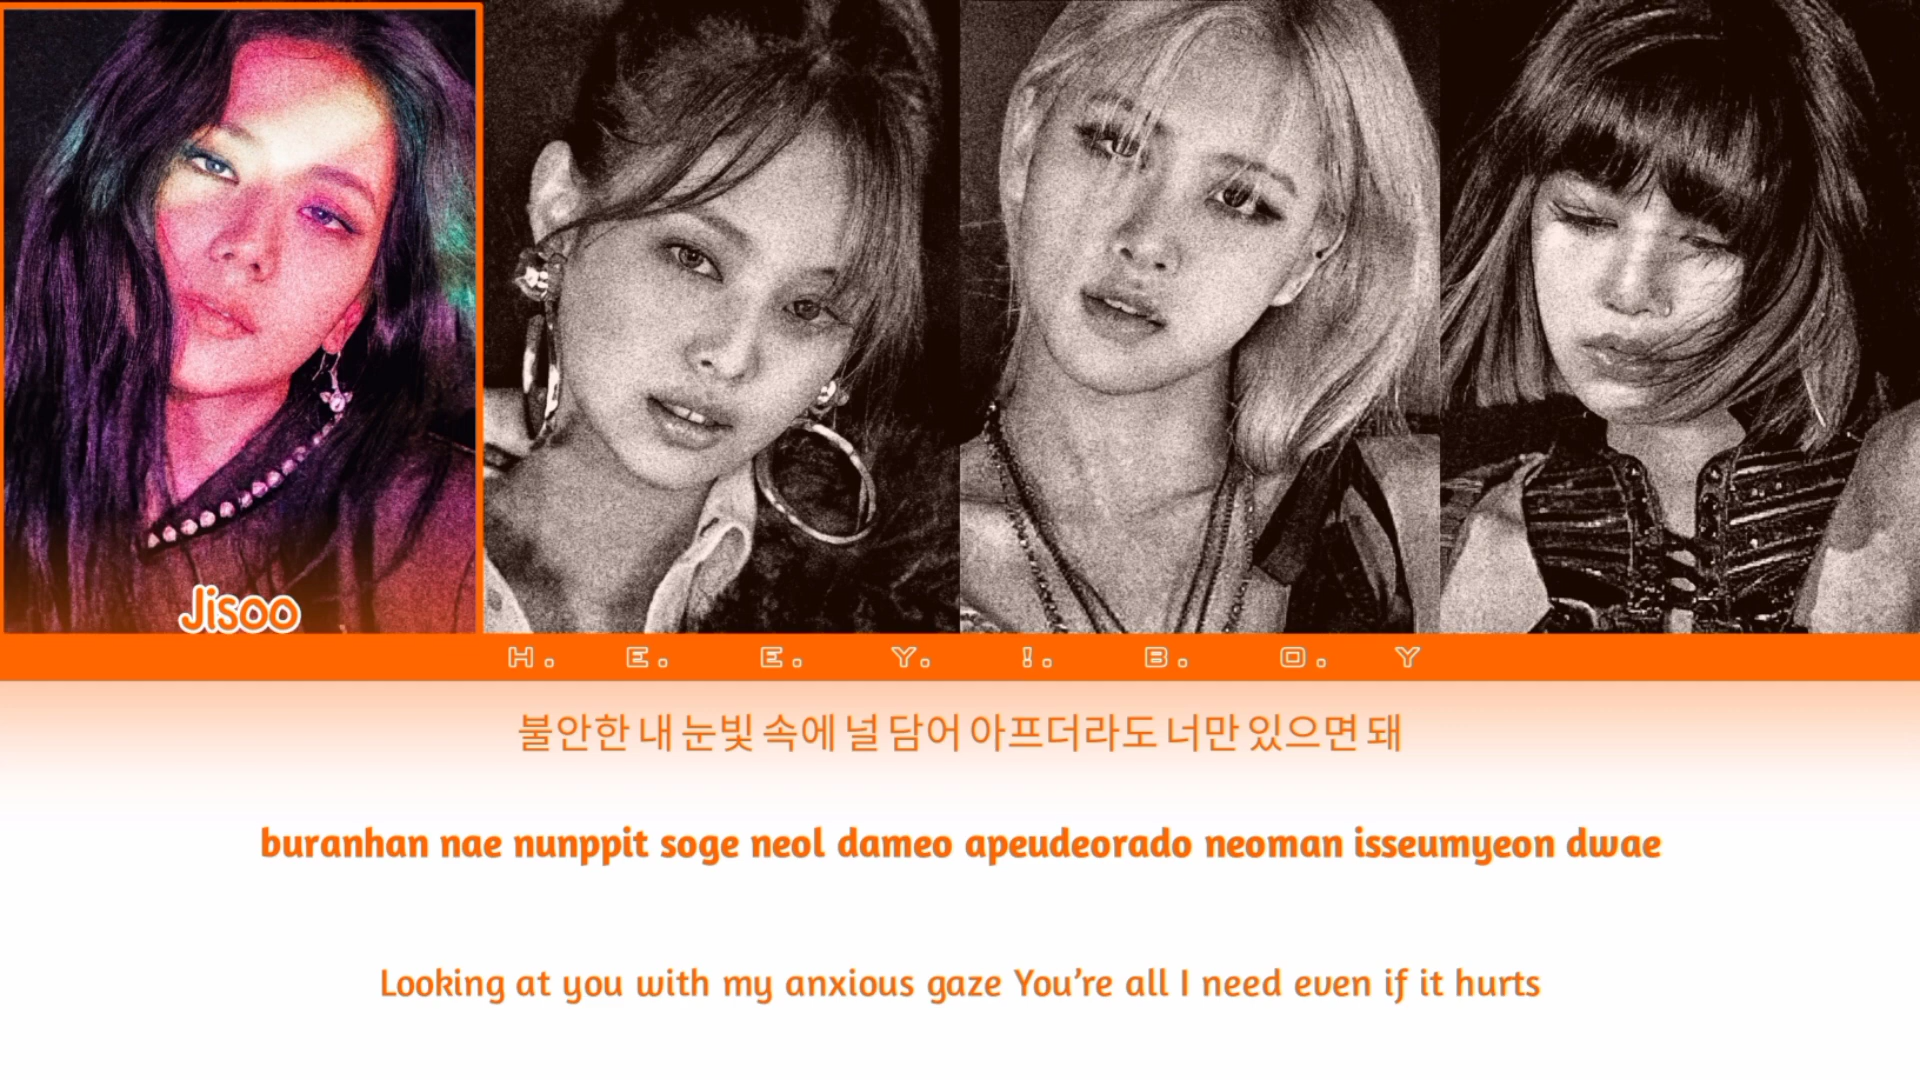 Jisoo
H. E. E. Y. !. B. O. Y
불안한 내 눈빛 속에 널 담어 아프더라도 너만 있으면 돼
buranhan nae nunppit soge neol dameo apeudeorado neoman isseumyeon dwae
Looking at you with my anxious gaze You’re all I need even if it hurts